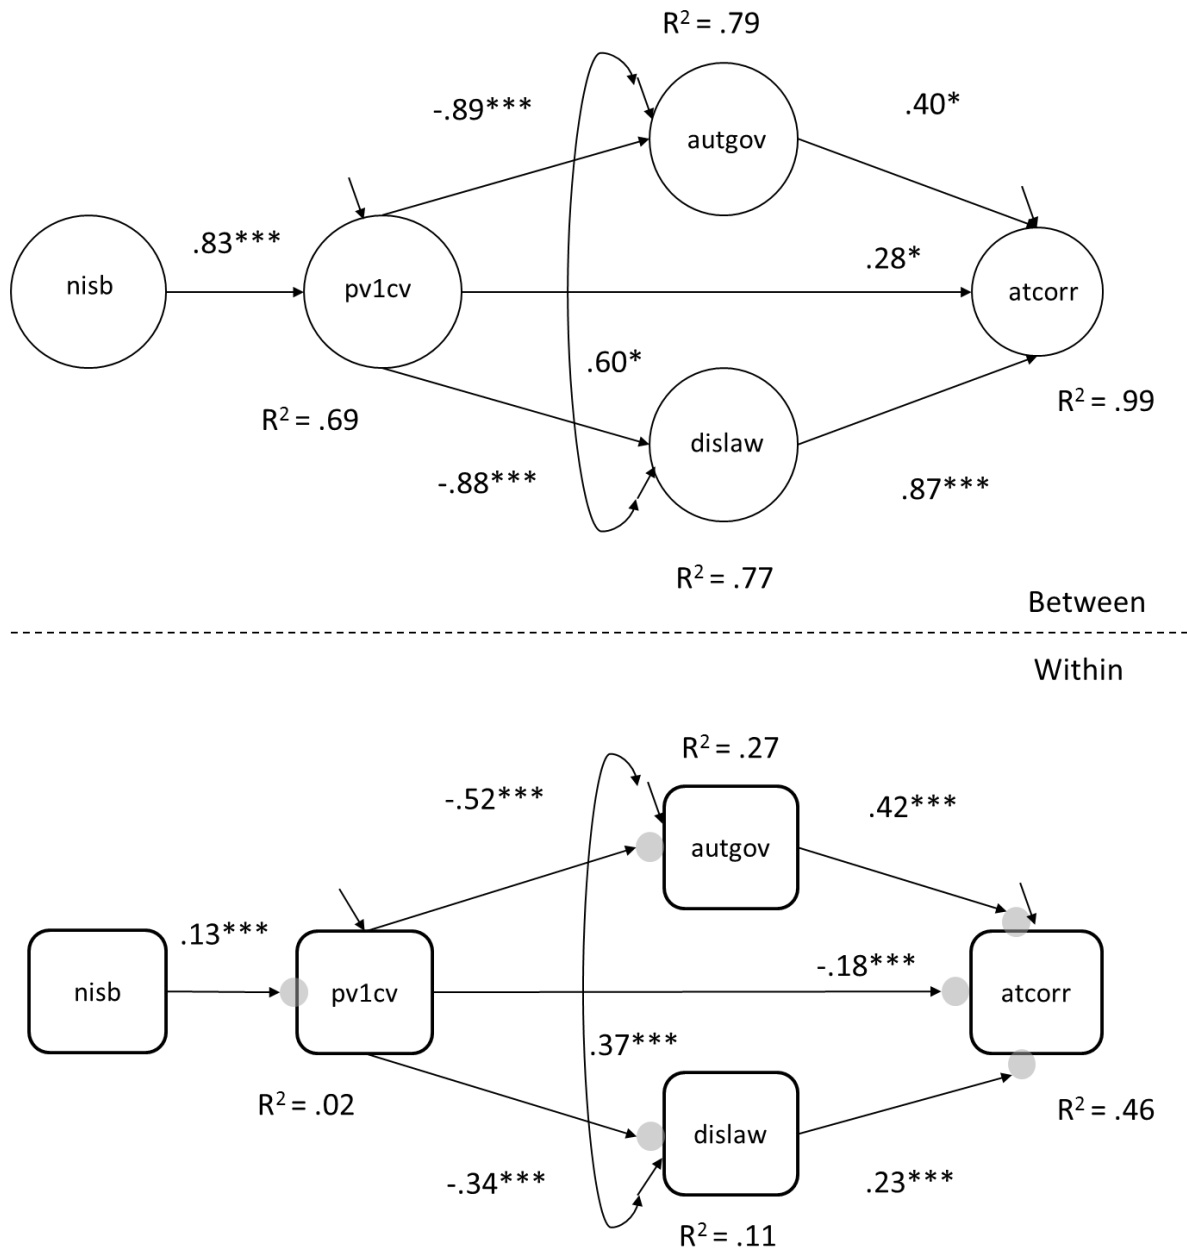 R² = .79
-.89***
.40*
autgov
.83***
.28*
nisb
pv1cv
atcorr
.60*
R² = .69
R² = .99
dislaw
-.88***
.87***
R² = .77
Between
Within
R² = .27
-.52***
.42***
autgov
.13***
-.18***
nisb
pv1cv
atcorr
.37***
R² = .02
R² = .46
dislaw
-.34***
.23***
R² = .11